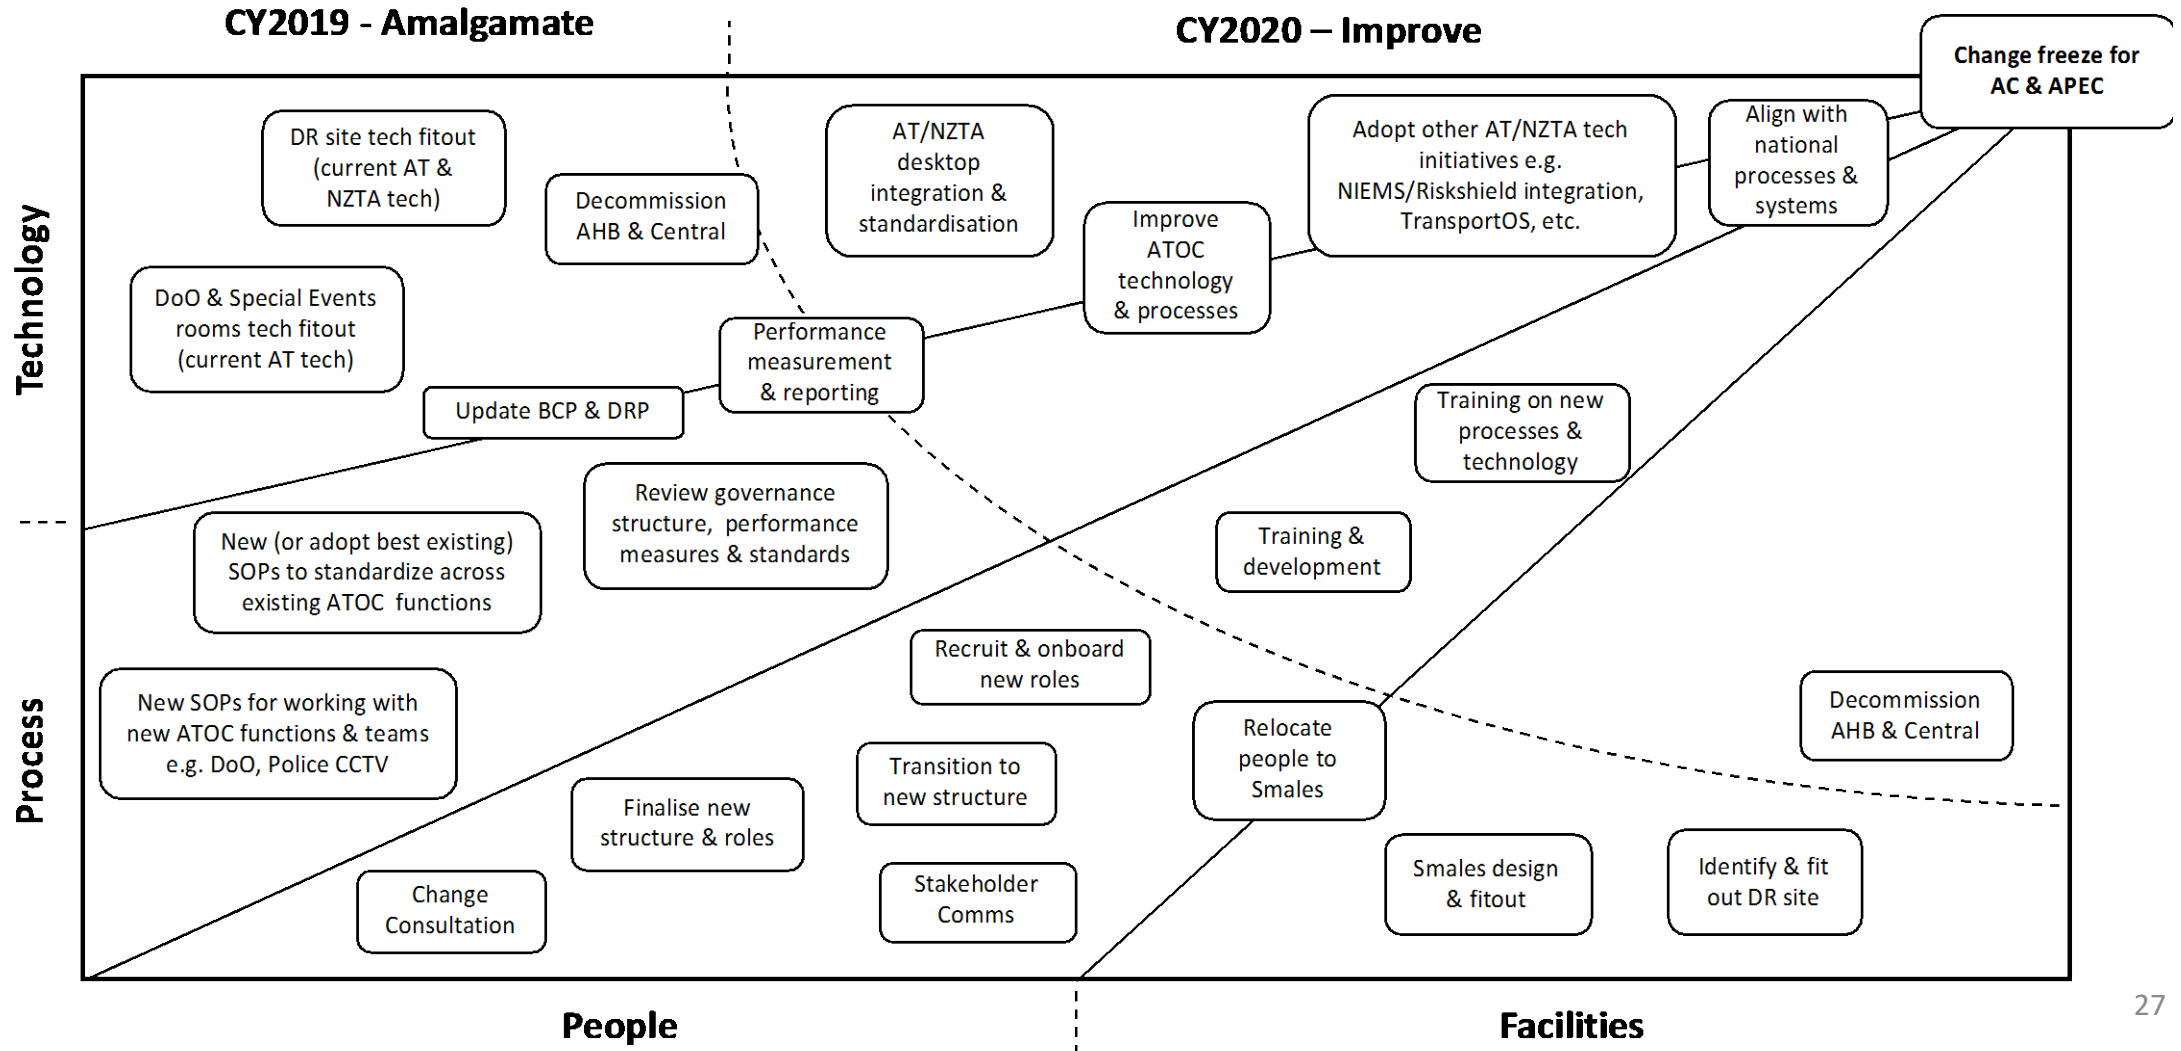 CY2019 - Amalgamate
CY2020 – Improve
Change freeze for
AC & APEC
Technology
Process
DR site tech fitout
(current AT &
NZTA tech)
Decommission
AHB & Central
AT/NZTA
desktop
integration &
standardisation
Adopt other AT/NZTA tech
initiatives e.g.
NIEMS/Riskshield integration,
TransportOS, etc.
Align with
national
processes &
systems
Improve
ATOC
technology
& processes
DoO & Special Events
rooms tech fitout
(current AT tech)
Performance
measurement
& reporting
Update BCP & DRP
Training on new
processes &
technology
Review governance
structure, performance
measures & standards
New (or adopt best existing)
SOPs to standardize across
existing ATOC functions
Training &
development
Recruit & onboard
new roles
New SOPs for working with
new ATOC functions & teams
e.g. DoO, Police CCTV
Relocate
people to
Smales
Decommission
AHB & Central
Transition to
new structure
Finalise new
structure & roles
Change
Consultation
Stakeholder
Comms
Smales design
& fitout
Identify & fit
out DR site
People
Facilities
27